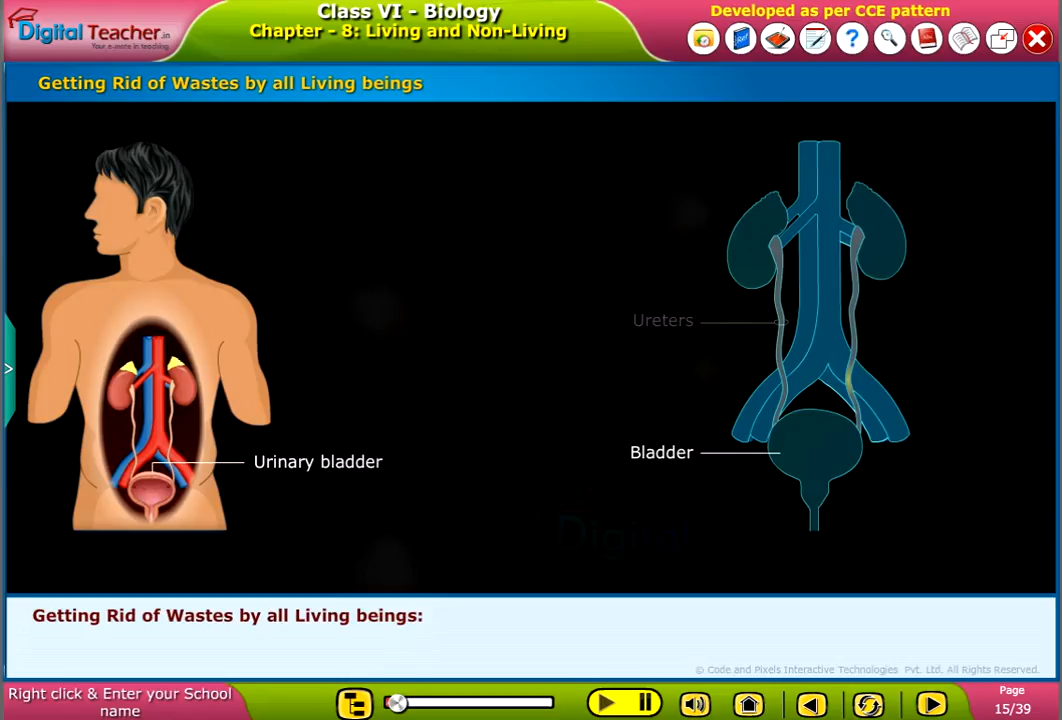 Digital Teacher.in
Your e-mate in teaching.
Class VI - Biology
Chapter - 8: Living and Non-Living
Developed as per CCE pattern
Ref
?
Getting Rid of Wastes by all Living beings
>
Ureters
Bladder
Urinary bladder
Digital
Getting Rid of Wastes by all Living beings:
© Code and Pixels Interactive Technologies Pvt. Ltd. All Rights Reserved.
Right click & Enter your School
name
Page
15/39